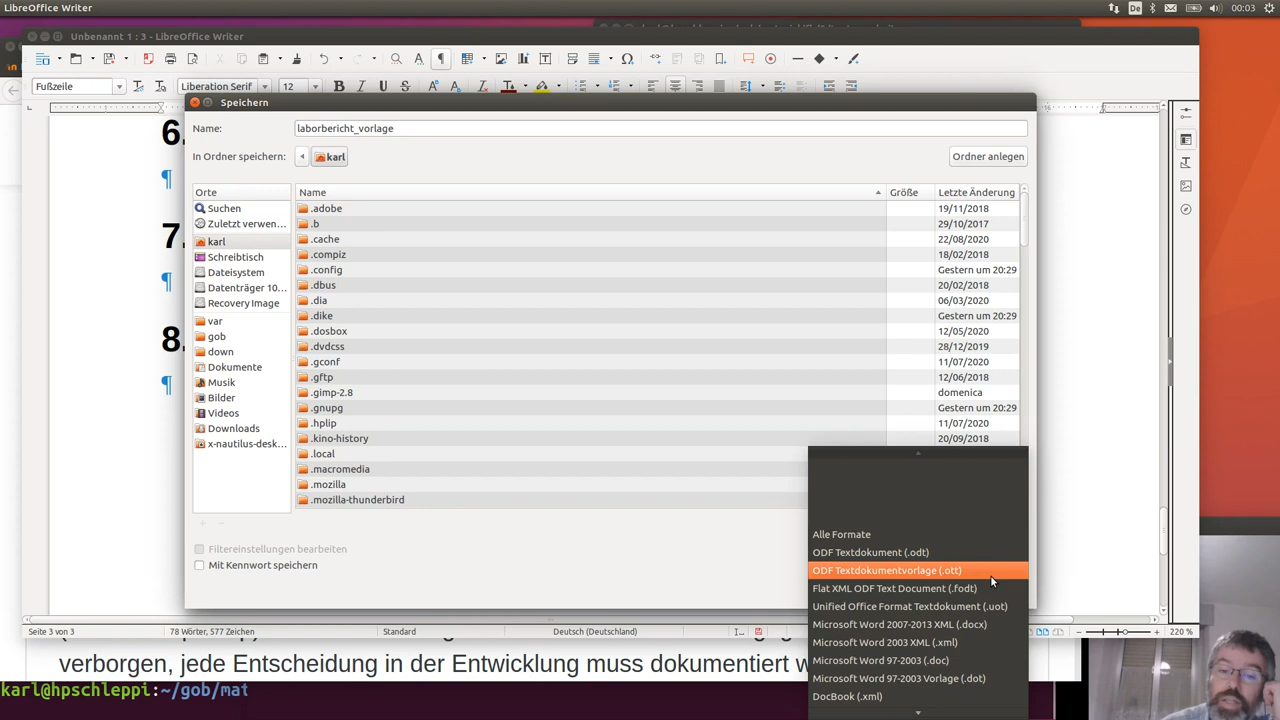 LibreOffice Writer
De
00:03
Unbenannt 1 : 3 - LibreOffice Writer
Fußzeile
Liberation Serif
12
Speichern
Name:
laborbericht_vorlage
In Ordner speichern:
karl
Ordner anlegen
Orte
Name
Größe
Letzte Änderung
Suchen
Zuletzt verwen...
karl
Schreibtisch
Dateisystem
Datenträger 10...
Recovery Image
var
gob
down
Dokumente
Musik
Bilder
Videos
Downloads
x-nautilus-desk...
.adobe 19/11/2018
.b 29/10/2017
.cache 22/08/2020
.compiz 18/02/2018
.config Gestern um 20:29
.dbus 20/02/2018
.dia 06/03/2020
.dike Gestern um 20:29
.dosbox 12/05/2020
.dvdcss 28/12/2019
.gconf 11/07/2020
.gftp 12/06/2018
.gimp-2.8 domenica
.gnupg Gestern um 20:29
.hplip 11/07/2020
.kino-history 20/09/2018
.local
.macromedia
.mozilla
.mozilla-thunderbird
6.
¶
7.
¶
8.
¶
Filtereinstellungen bearbeiten
Mit Kennwort speichern
Alle Formate
ODF Textdokument (.odt)
ODF Textdokumentvorlage (.ott)
Flat XML ODF Text Document (.fodt)
Unified Office Format Textdokument (.uot)
Microsoft Word 2007-2013 XML (.docx)
Microsoft Word 2003 XML (.xml)
Microsoft Word 97-2003 (.doc)
Microsoft Word 97-2003 Vorlage (.dot)
DocBook (.xml)
Seite 3 von 3
78 Wörter, 577 Zeichen
Standard
Deutsch (Deutschland)
220 %
verborgen, jede Entscheidung in der Entwicklung muss dokumentiert w
karl@hpschleppi:~/gob/mat